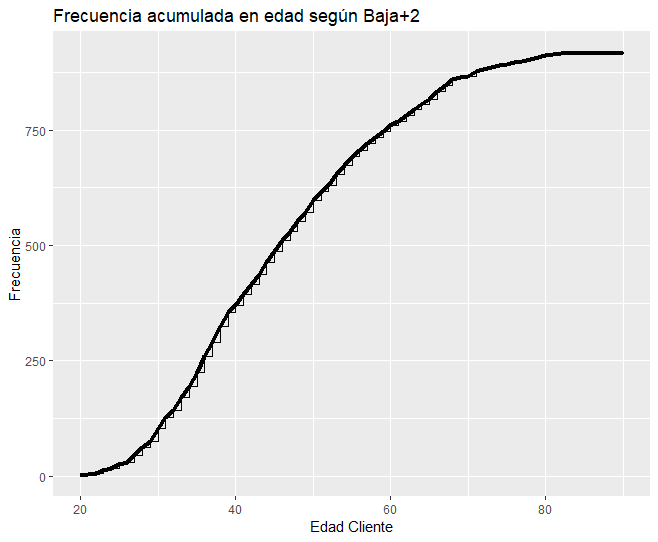 Frecuencia acumulada en edad según Baja+2
Frecuencia
750
500
250
0
20 40 60 80
Edad Cliente